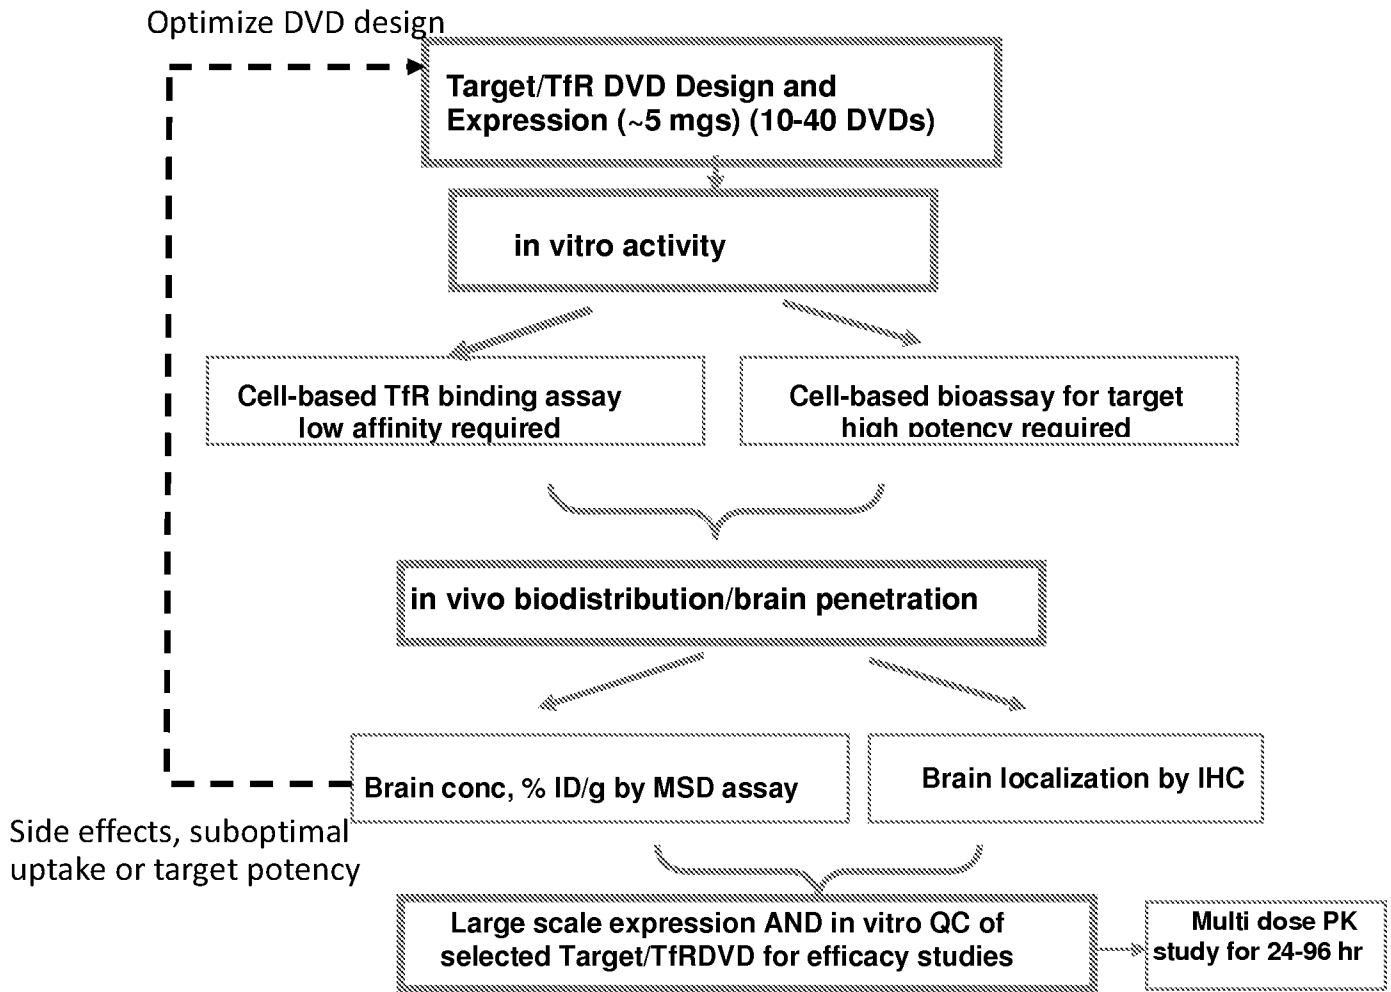 Optimize DVD design
Target/TfR DVD Design and
Expression (~5 mgs) (10-40 DVDs)
in vitro activity
Cell-based TfR binding assay
low affinity required
Cell-based bioassay for target
high potency required
in vivo biodistribution/brain penetration
Brain conc, % ID/g by MSD assay
Brain localization by IHC
Side effects, suboptimal
uptake or target potency
Large scale expression AND in vitro QC of
selected Target/TfRDVD for efficacy studies
Multi dose PK
study for 24-96 hr